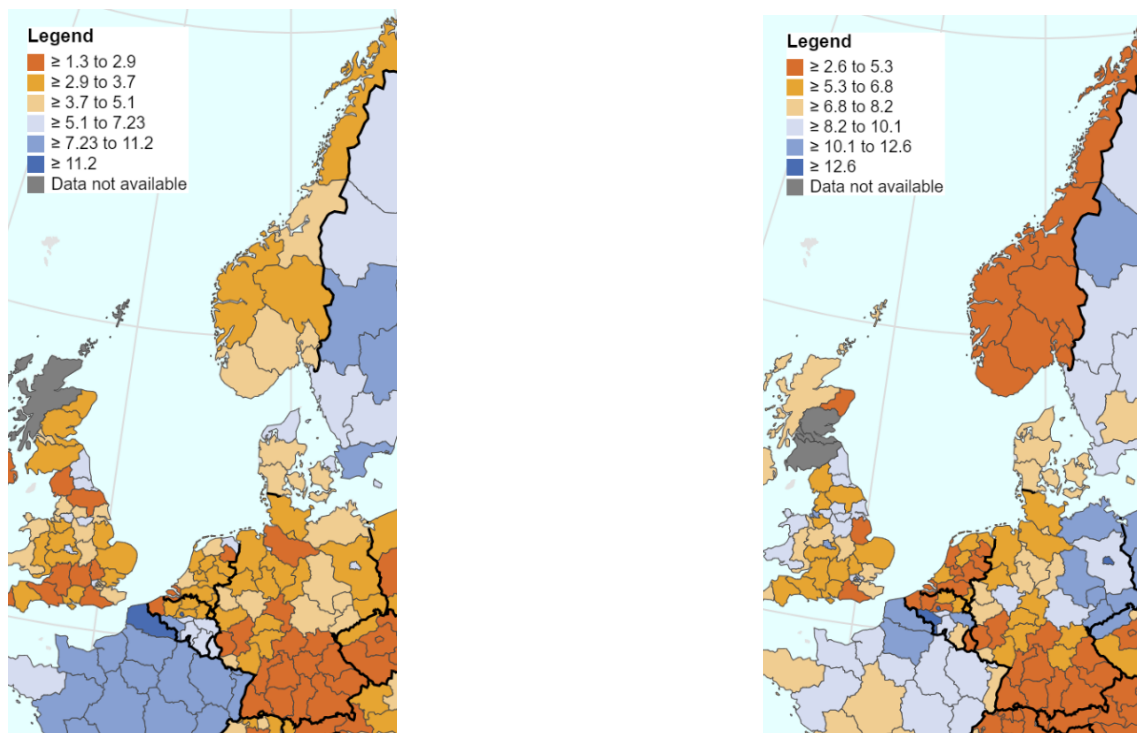 Legend
≥ 1.3 to 2.9
≥ 2.9 to 3.7
≥ 3.7 to 5.1
≥ 5.1 to 7.23
≥ 7.23 to 11.2
≥ 11.2
Data not available
Legend
≥ 2.6 to 5.3
≥ 5.3 to 6.8
≥ 6.8 to 8.2
≥ 8.2 to 10.1
≥ 10.1 to 12.6
≥ 12.6
Data not available